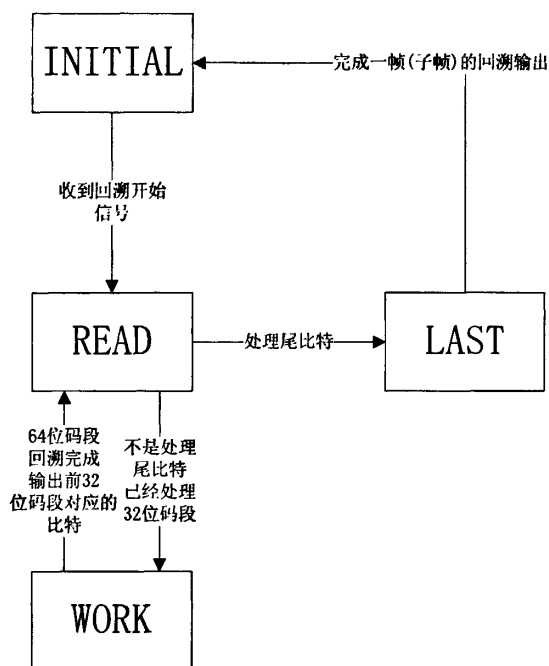 INITIAL
完成一帧(子帧)的回溯输出
收到回溯开始
信号
READ
处理尾比特
LAST
64位码段
回溯完成
输出前32
位码段对应的
比特
不是处理
尾比特
已经处理
32位码段
WORK